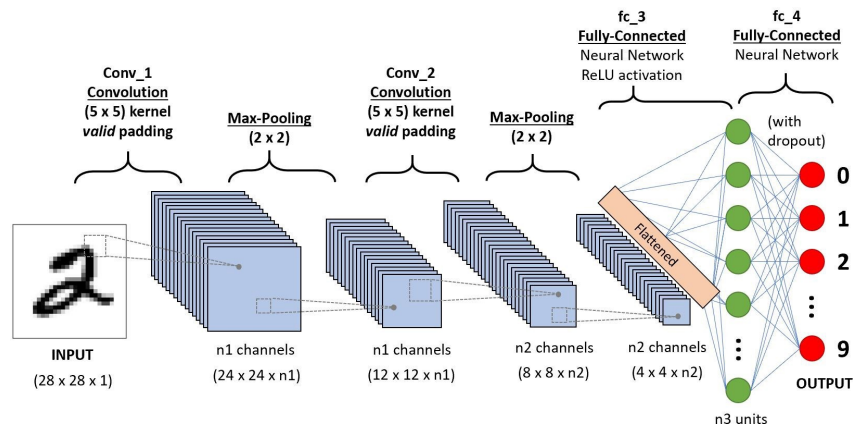 Conv_1
Convolution
(5 x 5) kernel
valid padding
Max-Pooling
(2 x 2)
Conv_2
Convolution
(5 x 5) kernel
valid padding
Max-Pooling
(2 x 2)
fc_3
Fully-Connected
Neural Network
ReLU activation
fc_4
Fully-Connected
Neural Network
(with
dropout)
2
Flattened
0
1
2
9
OUTPUT
INPUT
(28 x 28 x 1)
n1 channels
(24 x 24 x n1)
n1 channels
(12 x 12 x n1)
n2 channels
(8 x 8 x n2)
n2 channels
(4 x 4 x n2)
n3 units